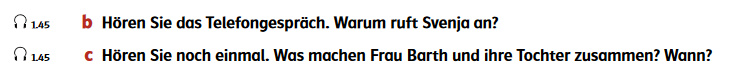 1.45 b Hören Sie das Telefongespräch. Warum ruft Svenja an?
1.45 c Hören Sie noch einmal. Was machen Frau Barth und ihre Tochter zusammen? Wann?